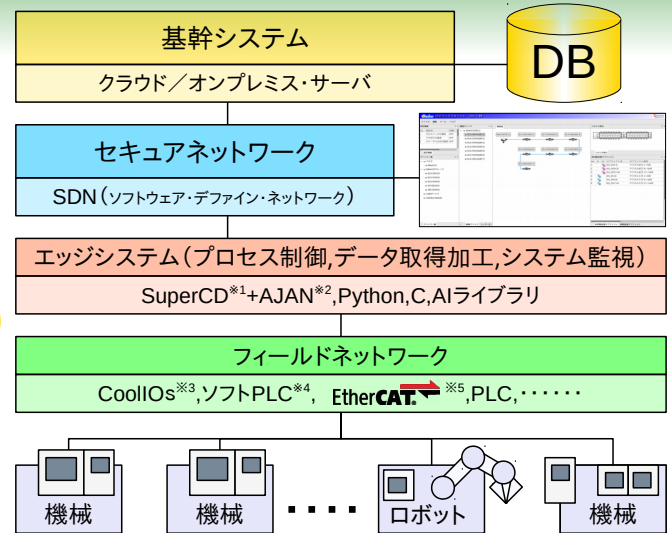 基幹システム
クラウド／オンプレミス・サーバ
DB
セキュアネットワーク
SDN（ソフトウェア・デファイン・ネットワーク）
エッジシステム（プロセス制御,データ取得加工,システム監視）
SuperCD※1+AJAN※2,Python,C,AIライブラリ
フィールドネットワーク
CoolIOs※3,ソフトPLC※4, EtherCAT※5,PLC,‥‥‥
機械
機械
‥‥
ロボット
機械